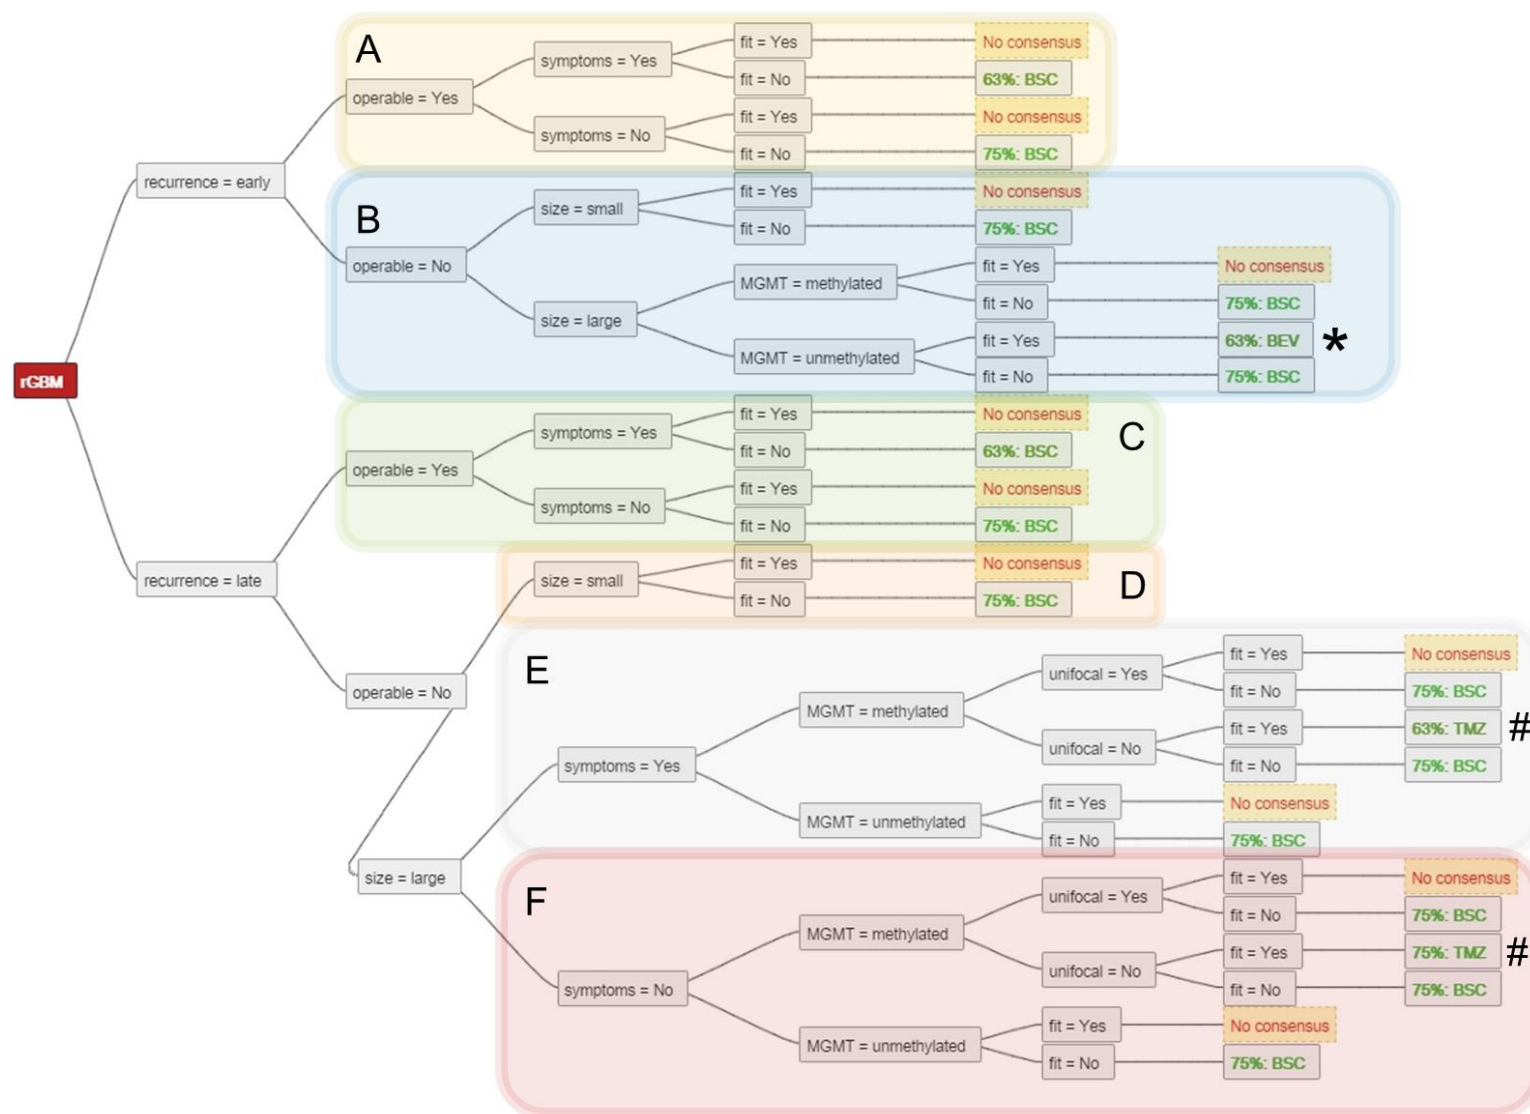 A
fit = Yes
No consensus
symptoms = Yes
fit = No
63%: BSC
operable = Yes
fit = Yes
No consensus
symptoms = No
fit = No
75%: BSC
recurrence = early
B
fit = Yes
No consensus
size = small
fit = No
75%: BSC
operable = No
fit = Yes
No consensus
MGMT = methylated
fit = No
75%: BSC
size = large
fit = Yes
63%: BEV *
MGMT = unmethylated
fit = No
75%: BSC
rGBM
C
fit = Yes
No consensus
symptoms = Yes
fit = No
63%: BSC
operable = Yes
fit = Yes
No consensus
symptoms = No
fit = No
75%: BSC
recurrence = late
D
fit = Yes
No consensus
size = small
fit = No
75%: BSC
operable = No
E
fit = Yes
No consensus
unifocal = Yes
fit = No
75%: BSC
MGMT = methylated
fit = Yes
63%: TMZ #
unifocal = No
fit = No
75%: BSC
symptoms = Yes
fit = Yes
No consensus
MGMT = unmethylated
fit = No
75%: BSC
size = large
F
fit = Yes
No consensus
unifocal = Yes
fit = No
75%: BSC
MGMT = methylated
fit = Yes
75%: TMZ #
unifocal = No
fit = No
75%: BSC
symptoms = No
fit = Yes
No consensus
MGMT = unmethylated
fit = No
75%: BSC